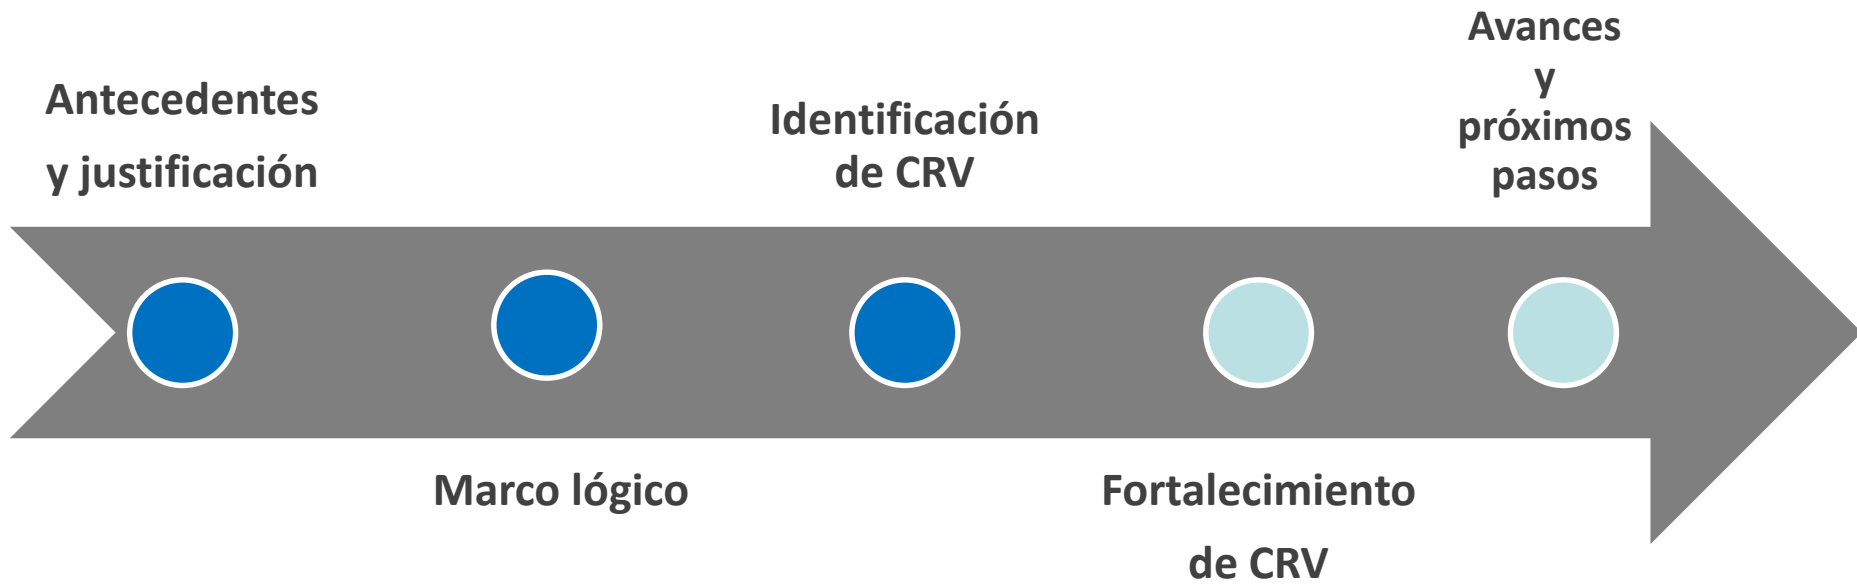 Antecedentes
y justificación
Marco lógico
Identificación
de CRV
Fortalecimiento
de CRV
Avances
y
próximos
pasos